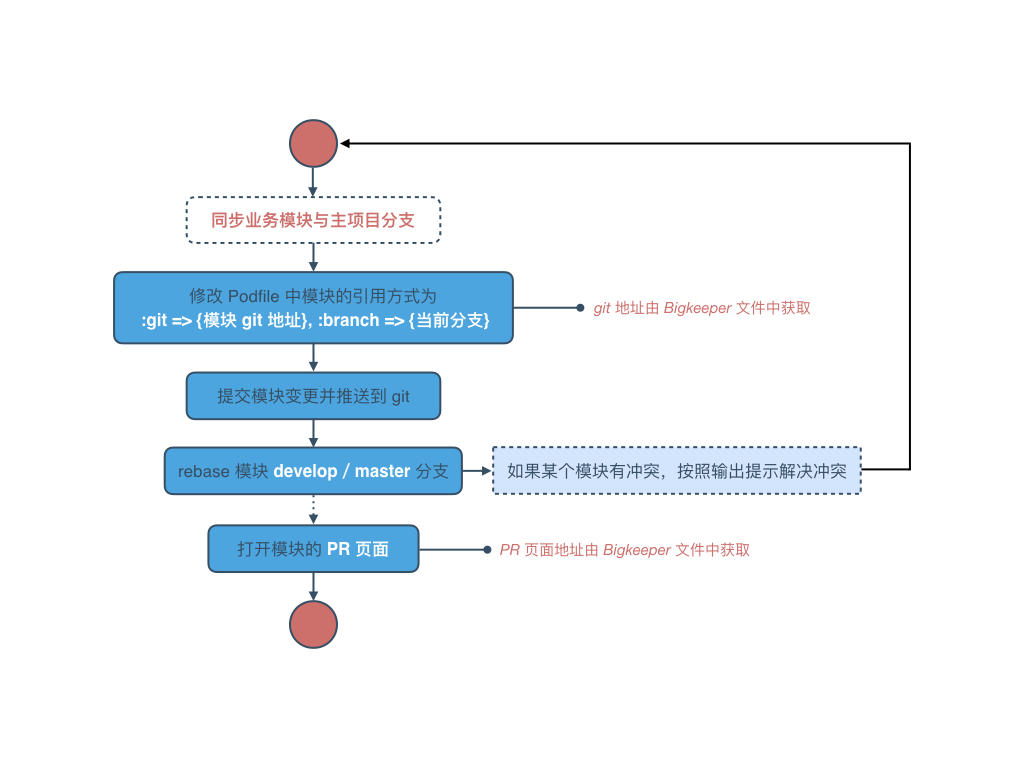 同步业务模块与主项目分支
修改 Podfile 中模块的引用方式为
:git => {模块 git 地址}, :branch => {当前分支}
git 地址由 Bigkeeper 文件中获取
提交模块变更并推送到 git
rebase 模块 develop / master 分支
如果某个模块有冲突，按照输出提示解决冲突
打开模块的 PR 页面
PR 页面地址由 Bigkeeper 文件中获取